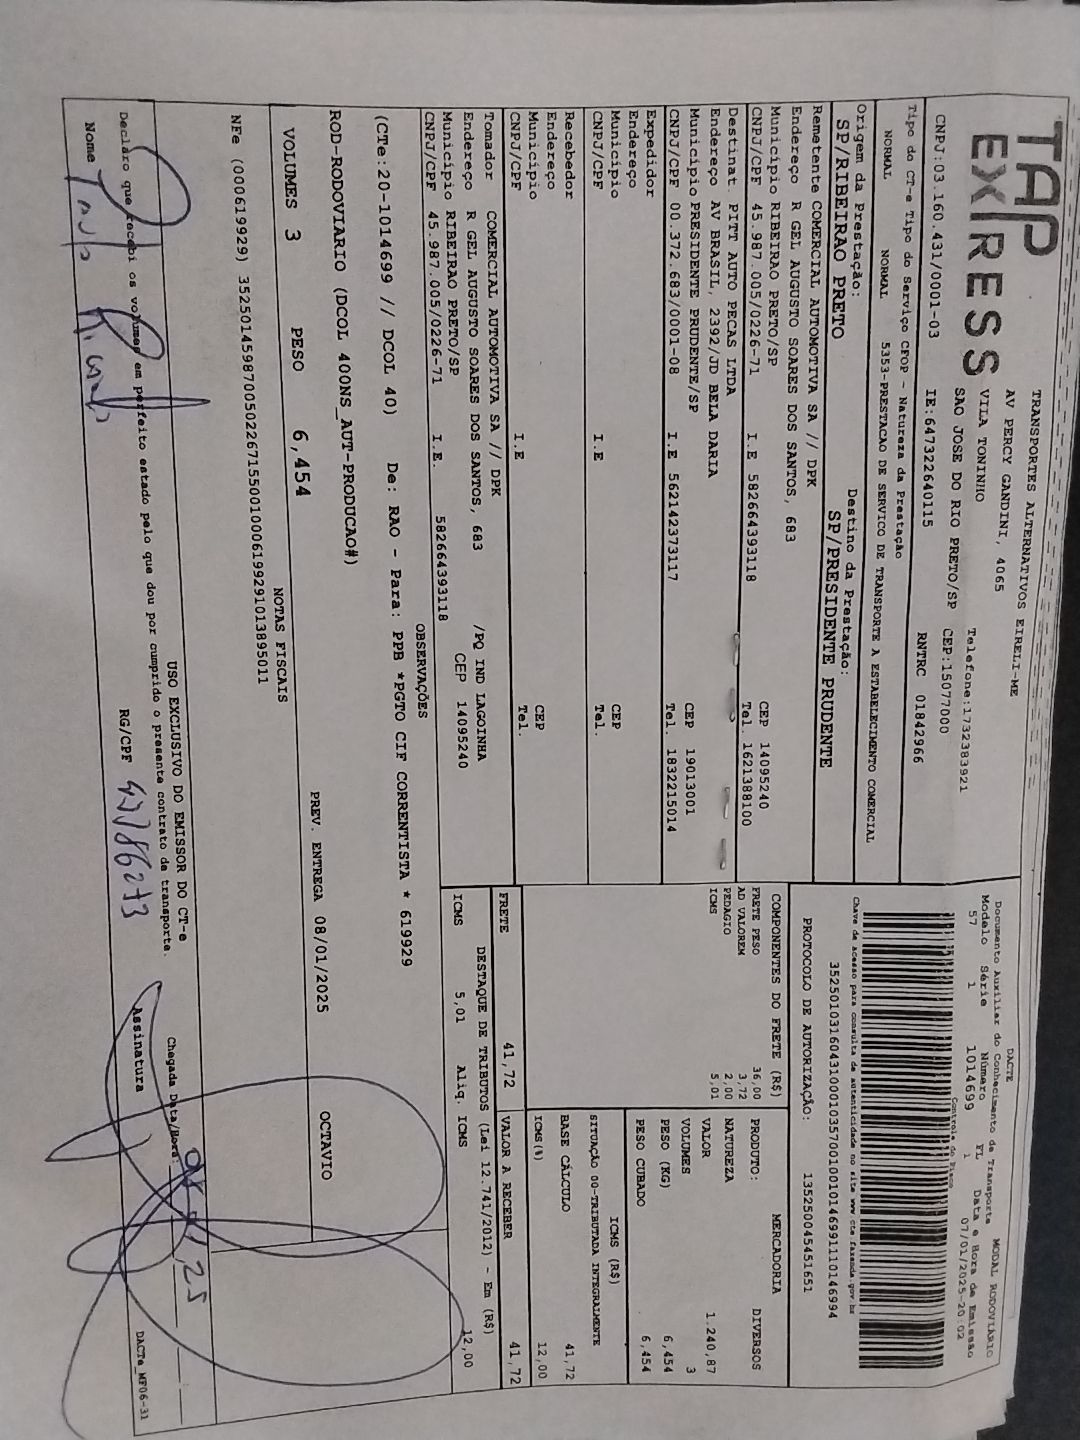 TAP
EXPRESS
TRANSPORTES ALTERNATIVOS EIRELI-ME
AV PERCY GANDINI, 4065
VILA TONINHO Telefone:1732383921
SAO JOSE DO RIO PRETO/SP CEP:15077000
CNPJ:03.160.431/0001-03 IE:647322640115 RNTRC 01842966
Tipo do CT-e Tipo do Serviço CFOP - Natureza da Prestação
NORMAL NORMAL 5353-PRESTACAO DE SERVICO DE TRANSPORTE A ESTABELECIMENTO COMERCIAL
Origem da Prestação: Destino da Prestação:
SP/RIBEIRAO PRETO SP/PRESIDENTE PRUDENTE
Remetente COMERCIAL AUTOMOTIVA SA // DPK
Endereço R GEL AUGUSTO SOARES DOS SANTOS, 683
Município RIBEIRAO PRETO/SP CEP 14095240
CNPJ/CPF 45.987.005/0226-71 I.E 582664393118 Tel. 1621388100
Destinat. PITT AUTO PECAS LTDA
Endereço AV BRASIL, 2392/JD BELA DARIA
Município PRESIDENTE PRUDENTE/SP CEP 19013001
CNPJ/CPF 00.372.683/0001-08 I.E 562142373117 Tel. 1832215014
Expedidor
Endereço
Município CEP
CNPJ/CPF I.E Tel.
Recebedor
Endereço
Município CEP
CNPJ/CPF I.E Tel.
Tomador COMERCIAL AUTOMOTIVA SA // DPK
Endereço R GEL AUGUSTO SOARES DOS SANTOS, 683 /PQ IND LAGOINHA
Município RIBEIRAO PRETO/SP CEP 14095240
CNPJ/CPF 45.987.005/0226-71 I.E. 582664393118
DACTE MODAL RODOVIÁRIO
Documento Auxiliar do Conhecimento de Transporte
Modelo Série Número FL Data e Hora de Emissão
57 1 1014699 1 07/01/2025-20:02
Controle do Fisco
Chave de acesso para consulta de autenticidade no site www.cte.fazenda.gov.br
35250103160431000103570010010146991110146994
PROTOCOLO DE AUTORIZAÇÃO: 135250045451651
COMPONENTES DO FRETE (R$)
FRETE PESO 36,00
AD VALOREM 3,72
PEDAGIO 2,00
ICMS 5,01
PRODUTO: MERCADORIA
NATUREZA DIVERSOS
VALOR 1.240,87
VOLUMES 3
PESO (KG) 6,454
PESO CUBADO 6,454
ICMS (R$)
SITUAÇÃO 00-TRIBUTADA INTEGRALMENTE
BASE CÁLCULO 41,72
ICMS(%) 12,00
FRETE 41,72 VALOR A RECEBER 41,72
DESTAQUE DE TRIBUTOS (Lei 12.741/2012) - Em (R$)
ICMS 5,01 Aliq. ICMS 12,00
OBSERVAÇÕES
(CTe:20-1014699 // DCOL 40) De: RAO - Para: PPB *PGTO CIF CORRENTISTA * 619929
ROD-RODOVIARIO (DCOL 400NS_AUT-PRODUCAO#)
VOLUMES 3 PESO 6,454 PREV. ENTREGA 08/01/2025 OCTAVIO
NOTAS FISCAIS
NFe (000619929) 35250145987005022671550010006199291013895011
USO EXCLUSIVO DO EMISSOR DO CT-e
Declaro que recebi os volumes em perfeito estado pelo que dou por cumprido o presente contrato de transporte. Chegada Data/Hora:
Nome RG/CPF Assinatura
DACTe_MF06-31